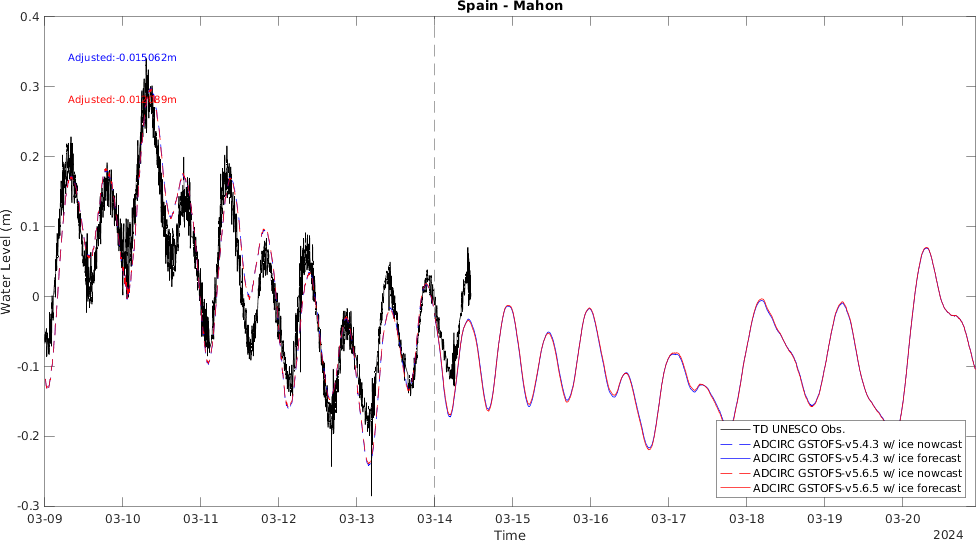 Spain - Mahon
0.4
0.3
0.2
0.1
0
-0.1
-0.2
-0.3
Water Level (m)
Adjusted:-0.015062m
TD UNESCO Obs.
ADCIRC GSTOFS-v5.4.3 w/ ice nowcast
ADCIRC GSTOFS-v5.4.3 w/ ice forecast
ADCIRC GSTOFS-v5.6.5 w/ ice nowcast
ADCIRC GSTOFS-v5.6.5 w/ ice forecast
03-09 03-10 03-11 03-12 03-13 03-14 03-15 03-16 03-17 03-18 03-19 03-20
Time
2024